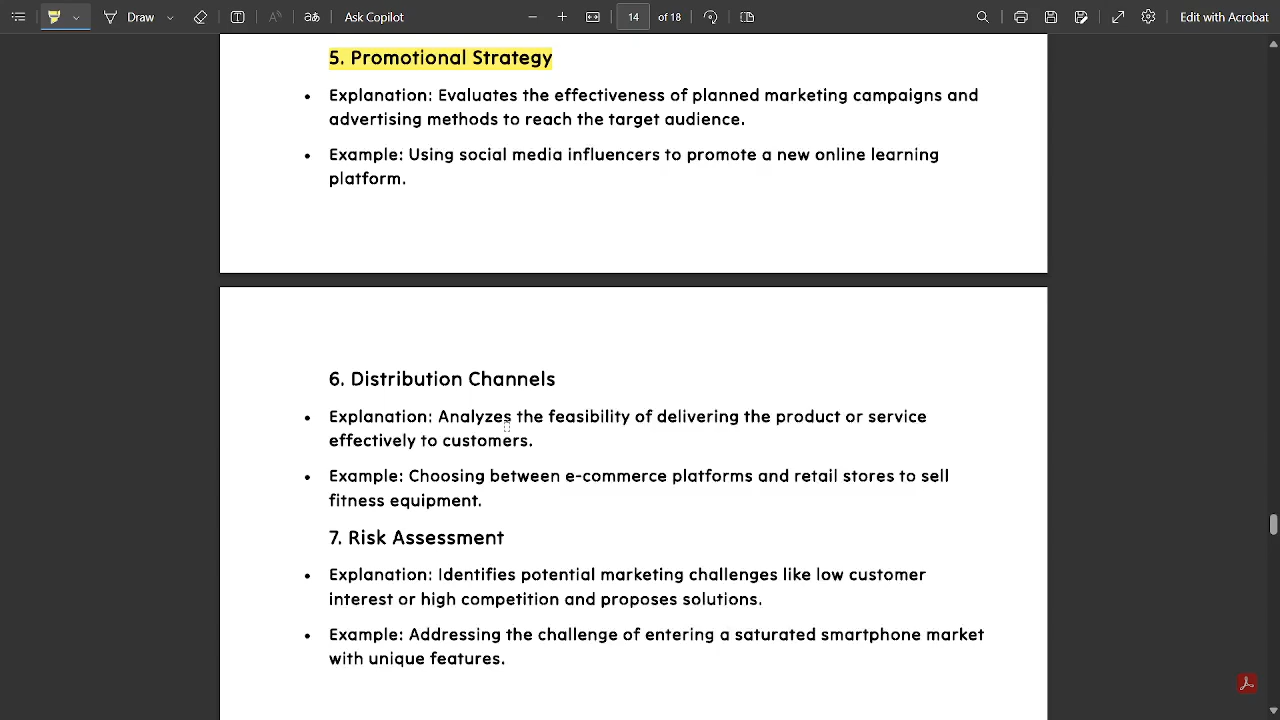 Draw
Ask Copilot
14 of 18
Edit with Acrobat
5. Promotional Strategy
• Explanation: Evaluates the effectiveness of planned marketing campaigns and
advertising methods to reach the target audience.
• Example: Using social media influencers to promote a new online learning
platform.
6. Distribution Channels
• Explanation: Analyzes the feasibility of delivering the product or service
effectively to customers.
• Example: Choosing between e-commerce platforms and retail stores to sell
fitness equipment.
7. Risk Assessment
• Explanation: Identifies potential marketing challenges like low customer
interest or high competition and proposes solutions.
• Example: Addressing the challenge of entering a saturated smartphone market
with unique features.